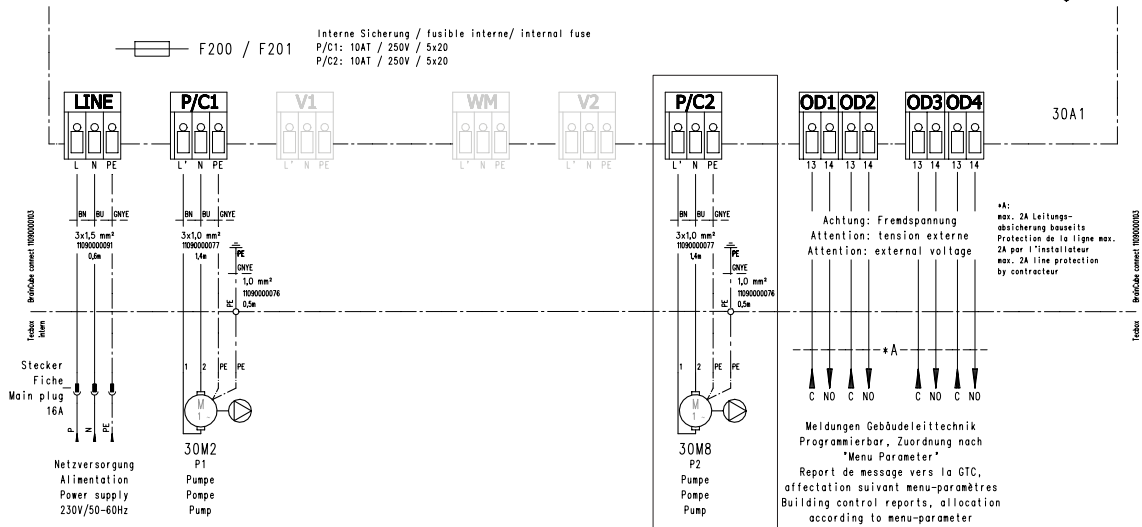 F200 / F201
Interne Sicherung / fusible interne/ internal fuse
P/C1: 10AT / 250V / 5x20
P/C2: 10AT / 250V / 5x20
LINE
P/C1
V1
WM
V2
P/C2
OD1 OD2
OD3 OD4
30A1
L N PE
L' N PE
L' N PE
L' N PE
L' N PE
L' N PE
13 14 13 14
13 14 13 14
BN BU GNYE
3x1,5 mm²
11090000091
0,6m
BN BU GNYE
3x1,0 mm²
11090000077
1,4m
PE
GNYE
1,0 mm²
11090000076
0,5m
PE
BN BU GNYE
3x1,0 mm²
11090000077
1,4m
PE
GNYE
1,0 mm²
11090000076
0,5m
PE
Achtung: Fremdspannung
Attention: tension externe
Attention: external voltage
*A:
max. 2A Leitungs-
absicherung bauseits
Protection de la ligne max.
2A par l'installateur
max. 2A line protection
by contracteur
BrainCube connect 11090000103
Tecbox
intern
BrainCube connect 11090000103
Tecbox
intern
Stecker
Fiche
Main plug
16A
P N PE
Netzversorgung
Alimentation
Power supply
230V/50-60Hz
1 2 PE PE
M
1 ~
30M2
P1
Pumpe
Pompe
Pump
1 2 PE PE
M
1 ~
30M8
P2
Pumpe
Pompe
Pump
*A
C NO C NO C NO C NO
Meldungen Gebäudeleittechnik
Programmierbar, Zuordnung nach
"Menu Parameter"
Report de message vers la GTC,
affectation suivant menu-paramètres
Building control reports, allocation
according to menu-parameter